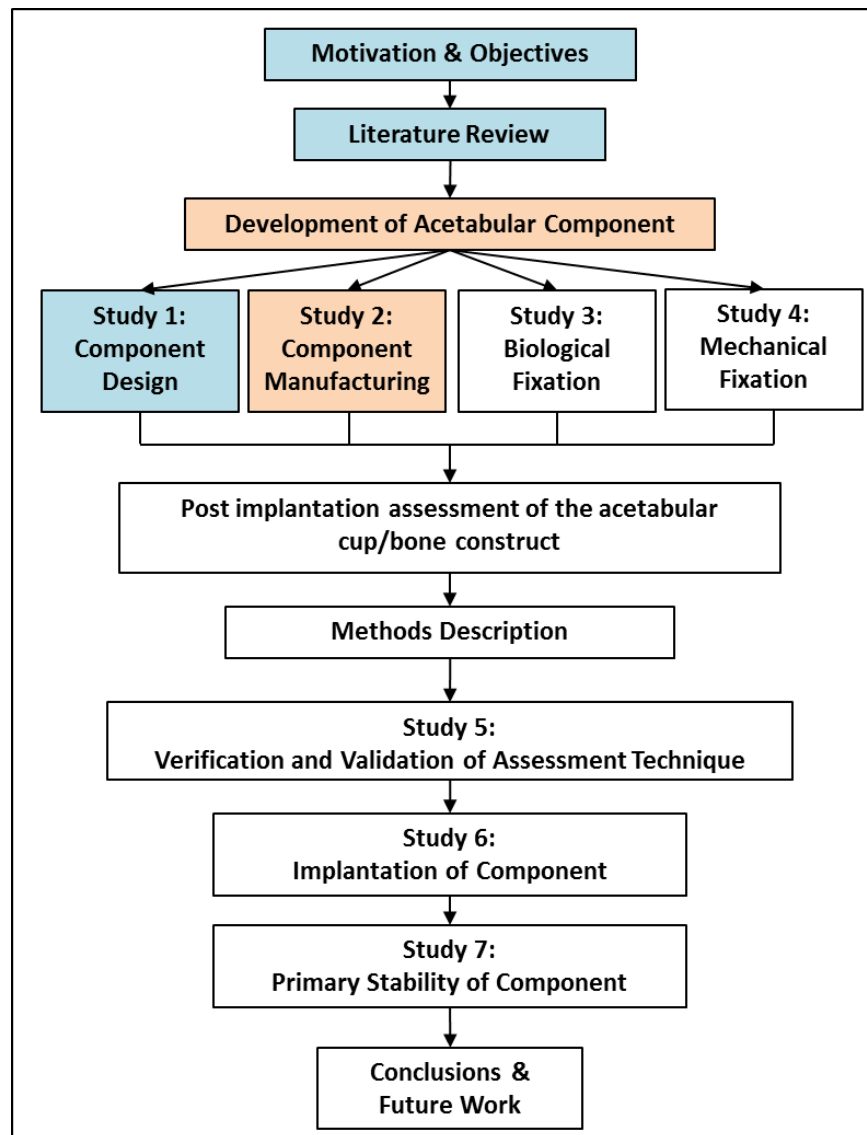 Motivation & Objectives
Literature Review
Development of Acetabular Component
Study 1:
Component
Design
Study 2:
Component
Manufacturing
Study 3:
Biological
Fixation
Study 4:
Mechanical
Fixation
Post implantation assessment of the acetabular
cup/bone construct
Methods Description
Study 5:
Verification and Validation of Assessment Technique
Study 6:
Implantation of Component
Study 7:
Primary Stability of Component
Conclusions &
Future Work